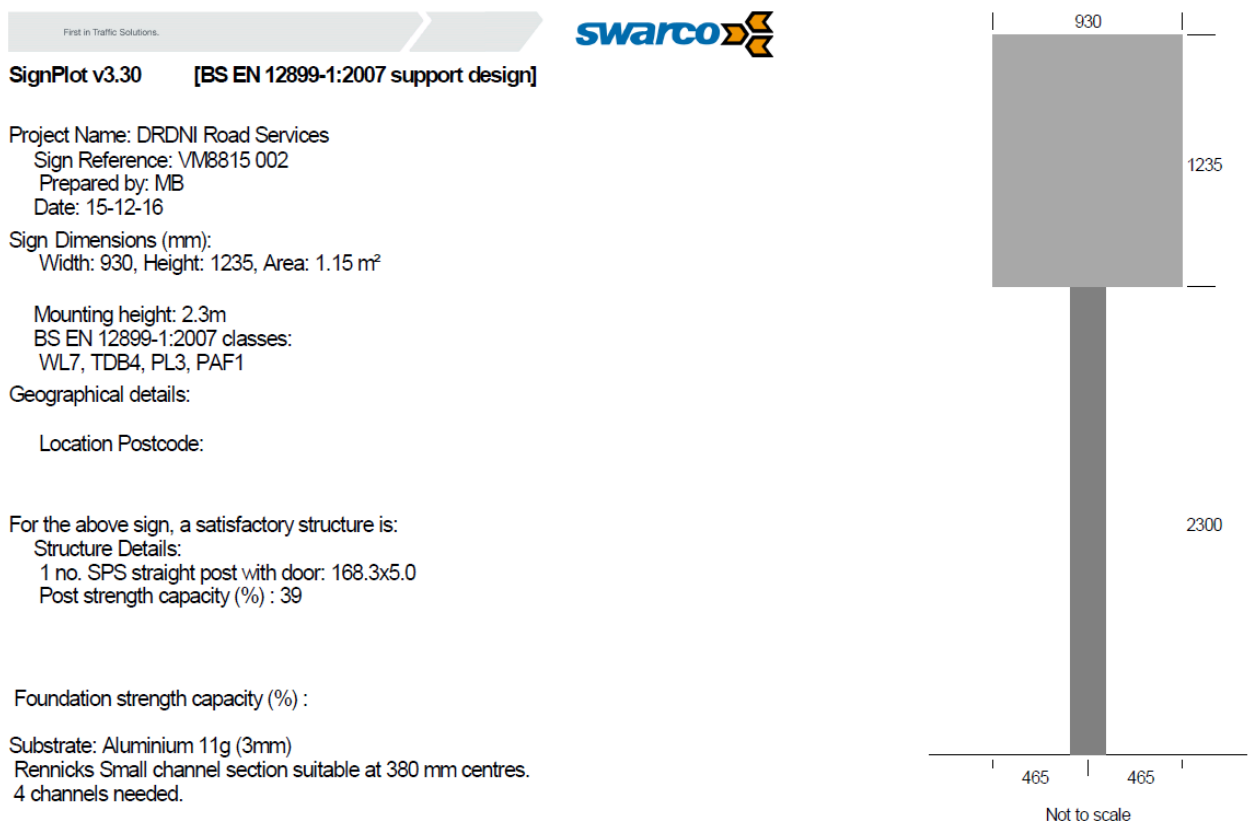 First in Traffic Solutions.
swarco
SignPlot v3.30 [BS EN 12899-1:2007 support design]
Project Name: DRDNI Road Services
Sign Reference: VM8815 002
Prepared by: MB
Date: 15-12-16
Sign Dimensions (mm):
Width: 930, Height: 1235, Area: 1.15 m²
Mounting height: 2.3m
BS EN 12899-1:2007 classes:
WL7, TDB4, PL3, PAF1
Geographical details:
Location Postcode:
For the above sign, a satisfactory structure is:
Structure Details:
1 no. SPS straight post with door: 168.3x5.0
Post strength capacity (%) : 39
Foundation strength capacity (%) :
Substrate: Aluminium 11g (3mm)
Rennicks Small channel section suitable at 380 mm centres.
4 channels needed.
930
1235
2300
465 465
Not to scale